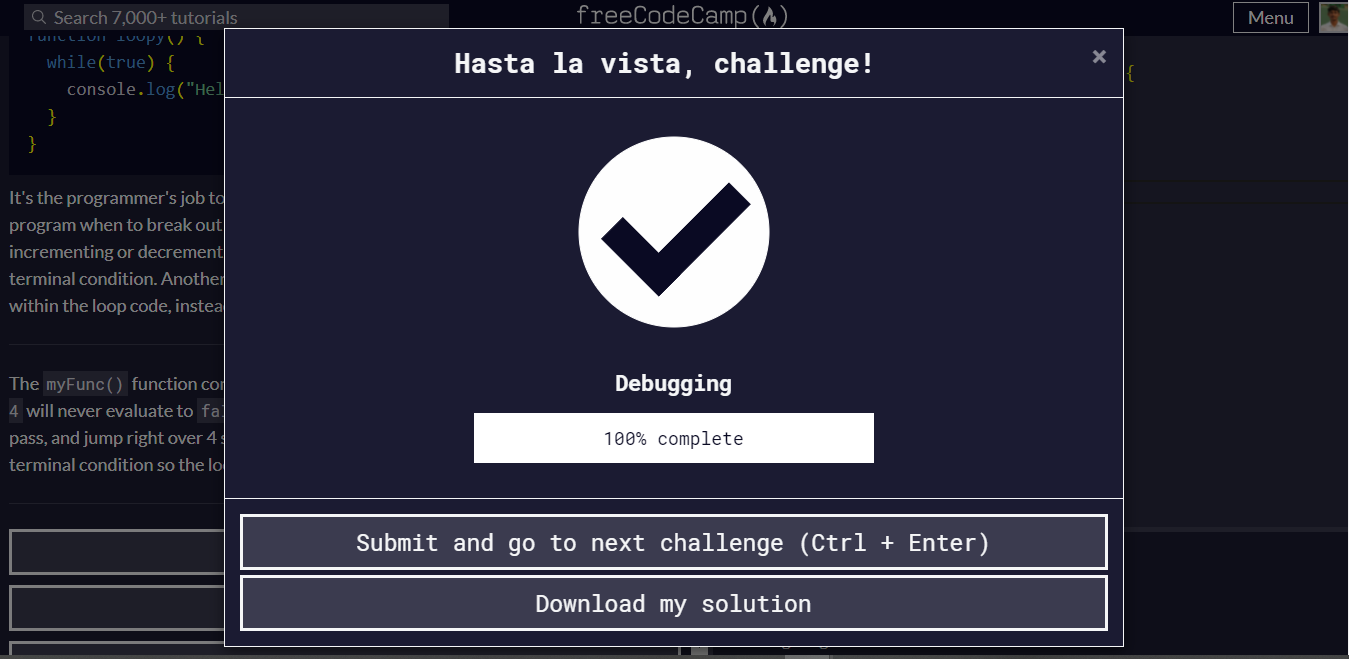 Search 7,000+ tutorials
freeCodeCamp
Menu
function loopy() {
while(true) {
console.log("Hel
}
}
{
Hasta la vista, challenge!
×
It's the programmer's job to
program when to break out
incrementing or decrement
terminal condition. Another
within the loop code, instea
The myFunc() function con
4 will never evaluate to fal
pass, and jump right over 4 s
terminal condition so the lo
Debugging
100% complete
Submit and go to next challenge (Ctrl + Enter)
Download my solution